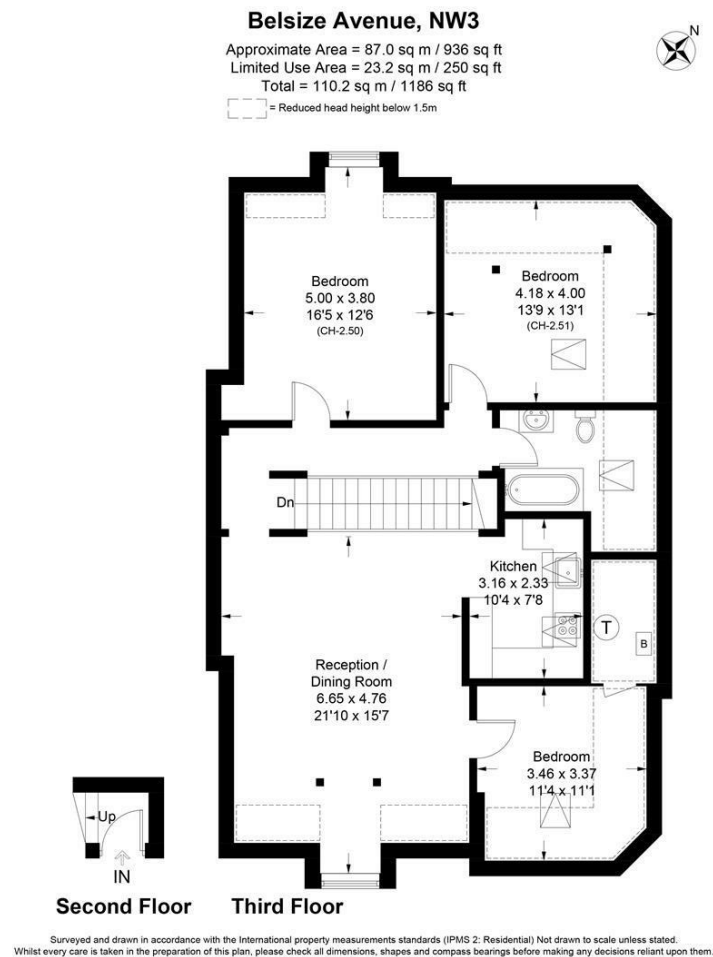 Belsize Avenue, NW3
Approximate Area = 87.0 sq m / 936 sq ft
Limited Use Area = 23.2 sq m / 250 sq ft
Total = 110.2 sq m / 1186 sq ft
= Reduced head height below 1.5m
N
Bedroom
5.00 x 3.80
16'5 x 12'6
(CH-2.50)
Bedroom
4.18 x 4.00
13'9 x 13'1
(CH-2.51)
Dn
Kitchen
3.16 x 2.33
10'4 x 7'8
T
B
Reception /
Dining Room
6.65 x 4.76
21'10 x 15'7
Bedroom
3.46 x 3.37
11'4 x 11'1
Up
IN
Second Floor
Third Floor
Surveyed and drawn in accordance with the International property measurements standards (IPMS 2: Residential) Not drawn to scale unless stated.
Whilst every care is taken in the preparation of this plan, please check all dimensions, shapes and compass bearings before making any decisions reliant upon them.